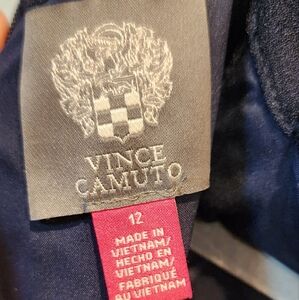 VINCE
CAMUTO
12
MADE IN
VIETNAM/
HECHO EN
VIETNAM/
FABRIQUÉ
AU VIETNAM